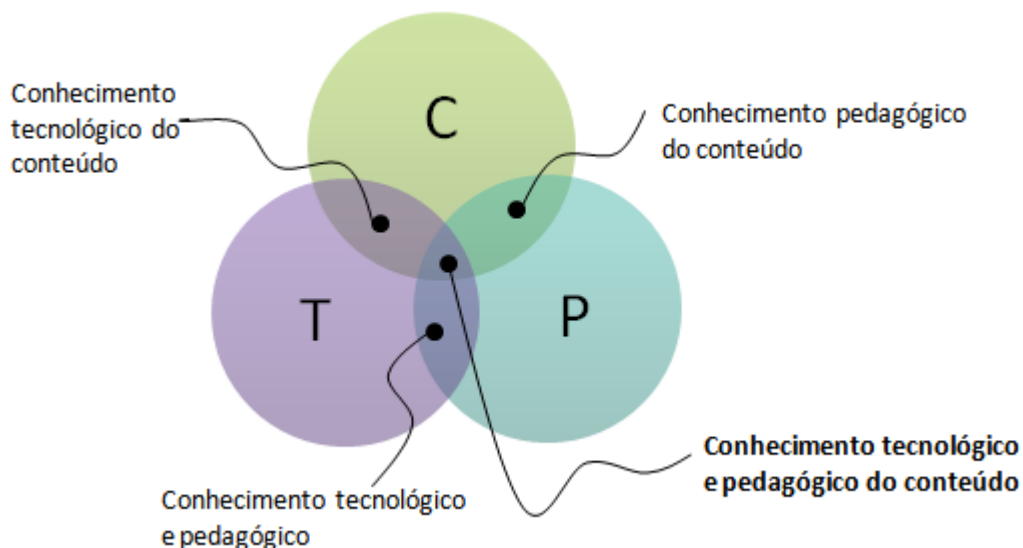 C
Conhecimento
tecnológico do
conteúdo
Conhecimento pedagógico
do conteúdo
T
P
Conhecimento tecnológico
e pedagógico do conteúdo
Conhecimento tecnológico
e pedagógico